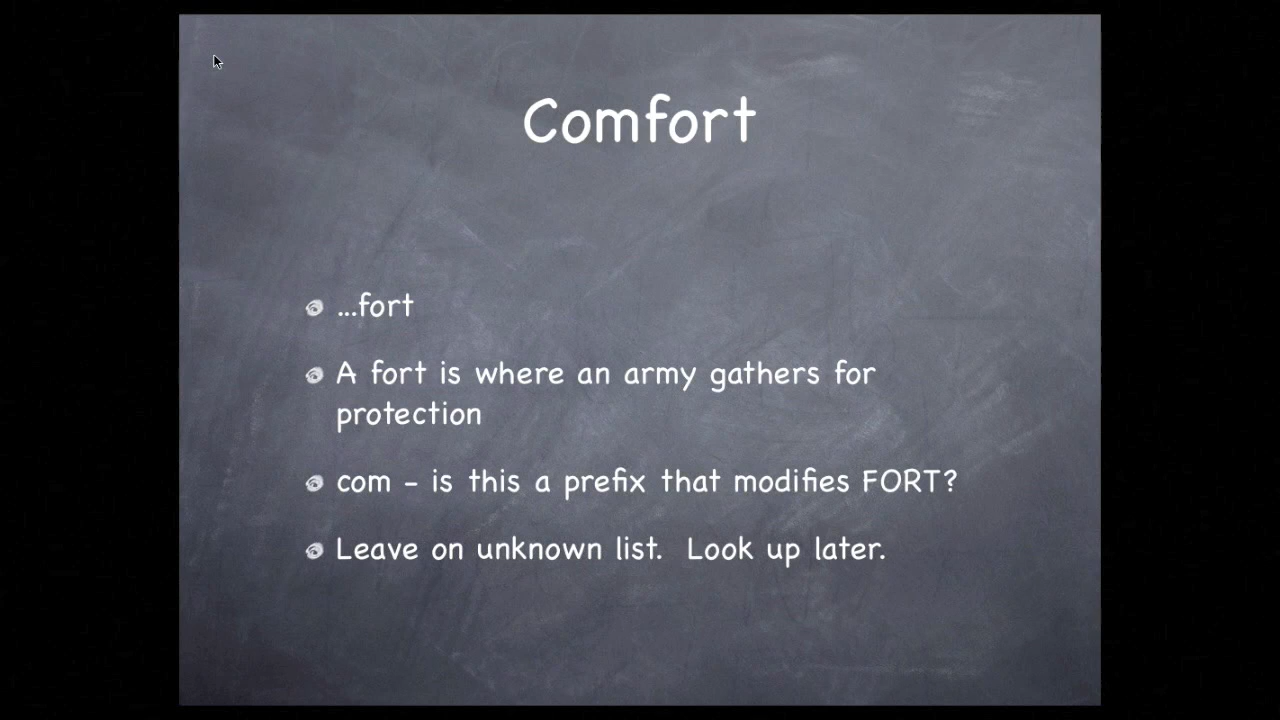 Comfort
...fort
A fort is where an army gathers for
protection
com - is this a prefix that modifies FORT?
Leave on unknown list.  Look up later.